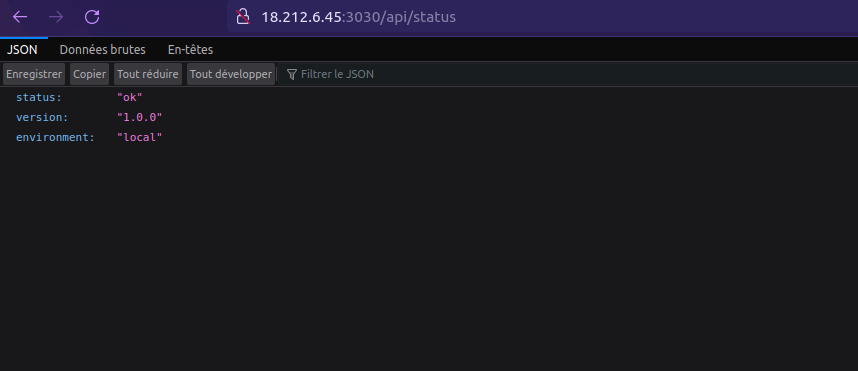 18.212.6.45:3030/api/status
JSON Données brutes En-têtes
Enregistrer Copier Tout réduire Tout développer Filtrer le JSON
status: "ok"
version: "1.0.0"
environment: "local"